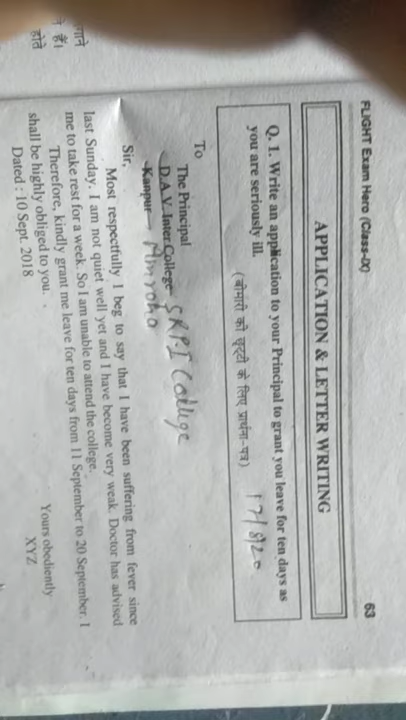 FLIGHT Exam Hero (Class-IX) 63
APPLICATION & LETTER WRITING
Q. 1. Write an application to your Principal to grant you leave for ten days as
you are seriously ill.
(बीमारी की छुट्टी के लिए प्रार्थना-पत्र) 17/8/20
To
The Principal
D.A.V. Inter College S.K.P.I College
Kanpur Amroha
Sir,
Most respectfully I beg to say that I have been suffering from fever since
last Sunday. I am not quiet well yet and I have become very weak. Doctor has advised
me to take rest for a week. So I am unable to attend the college.
Therefore, kindly grant me leave for ten days from 11 September to 20 September. I
shall be highly obliged to you.
Dated : 10 Sept. 2018 Yours obediently
XYZ
हैं।
होते